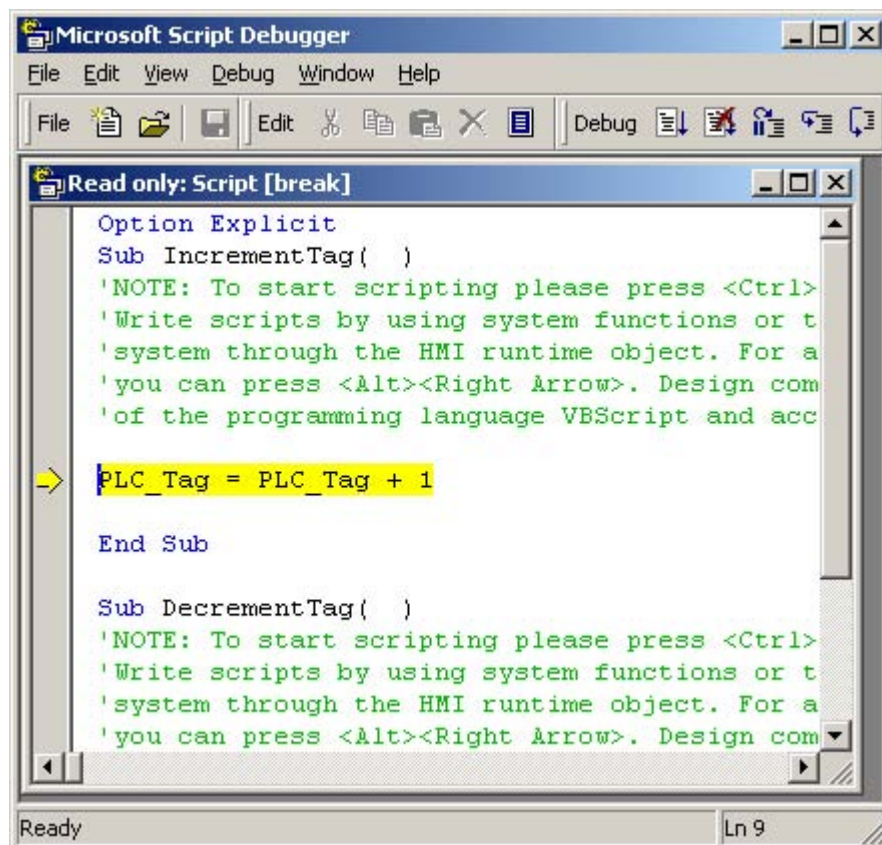 Microsoft Script Debugger
File Edit View Debug Window Help
File Edit Debug
Read only: Script [break]
Option Explicit
Sub IncrementTag(  )
'NOTE: To start scripting please press <Ctrl>
'Write scripts by using system functions or t
'system through the HMI runtime object. For a
'you can press <Alt><Right Arrow>. Design com
'of the programming language VBScript and acc
PLC_Tag = PLC_Tag + 1
End Sub
Sub DecrementTag(  )
'NOTE: To start scripting please press <Ctrl>
'Write scripts by using system functions or t
'system through the HMI runtime object. For a
'you can press <Alt><Right Arrow>. Design com
Ready Ln 9